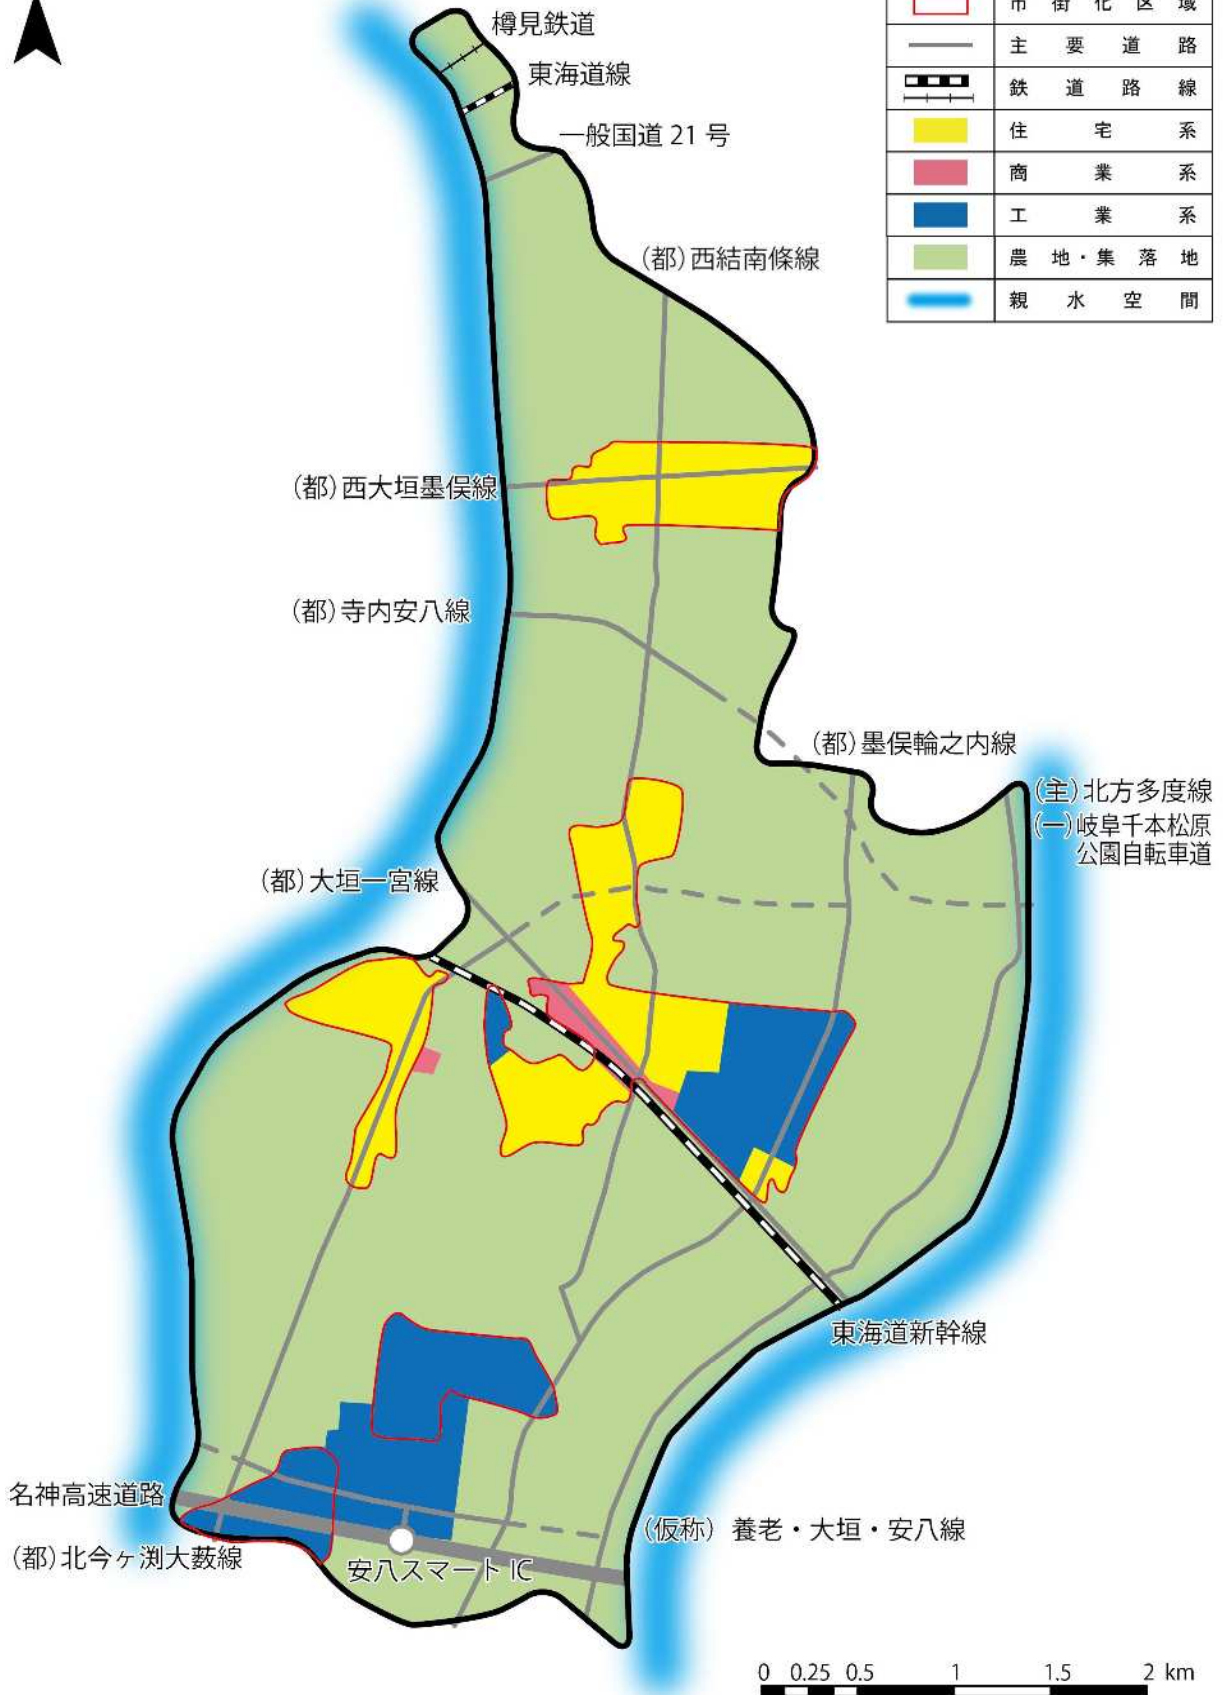 市街化区域
主要道路
鉄道路線
住宅系
商業系
工業系
農地・集落地
親水空間
樽見鉄道
東海道線
一般国道21号
(都)西結南條線
(都)西大垣墨俣線
(都)寺内安八線
(都)墨俣輪之内線
(主)北方多度線
(一)岐阜千本松原
公園自転車道
(都)大垣一宮線
東海道新幹線
名神高速道路
(都)北今ヶ渕大薮線
安八スマートIC
(仮称)養老・大垣・安八線
0 0.25 0.5 1 1.5 2 km